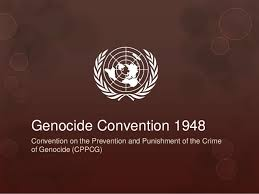 Genocide Convention 1948
Convention on the Prevention and Punishment of the Crime
of Genocide (CPPCG)